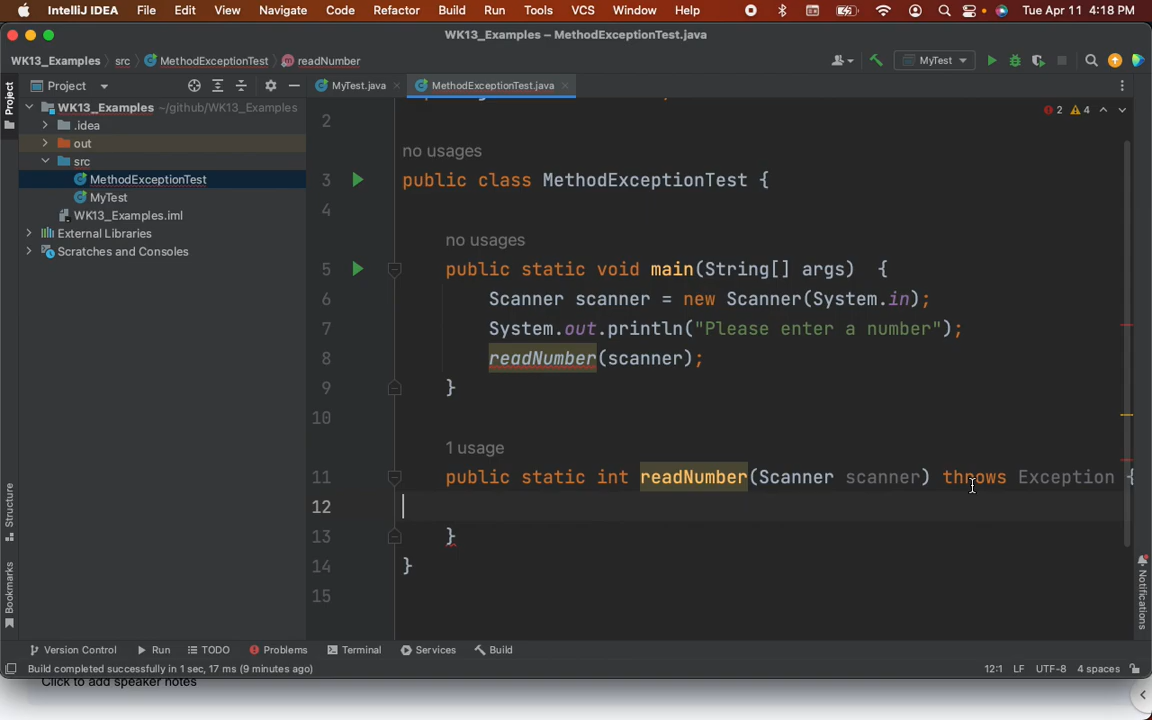 IntelliJ IDEA File Edit View Navigate Code Refactor Build Run Tools VCS Window Help Tue Apr 11 4:18 PM
WK13_Examples – MethodExceptionTest.java
WK13_Examples src MethodExceptionTest readNumber MyTest
Project MyTest.java MethodExceptionTest.java
Project
WK13_Examples ~/github/WK13_Examples
.idea
out
src
MethodExceptionTest
MyTest
WK13_Examples.iml
External Libraries
Scratches and Consoles
2 4
2
no usages
3 public class MethodExceptionTest {
4
no usages
5 public static void main(String[] args) {
6 Scanner scanner = new Scanner(System.in);
7 System.out.println("Please enter a number");
8 readNumber(scanner);
9 }
10
1 usage
11 public static int readNumber(Scanner scanner) throws Exception {
12
13 }
14 }
15
Structure
Bookmarks
Notifications
Version Control Run TODO Problems Terminal Services Build
Build completed successfully in 1 sec, 17 ms (9 minutes ago) 12:1 LF UTF-8 4 spaces
Click to add speaker notes